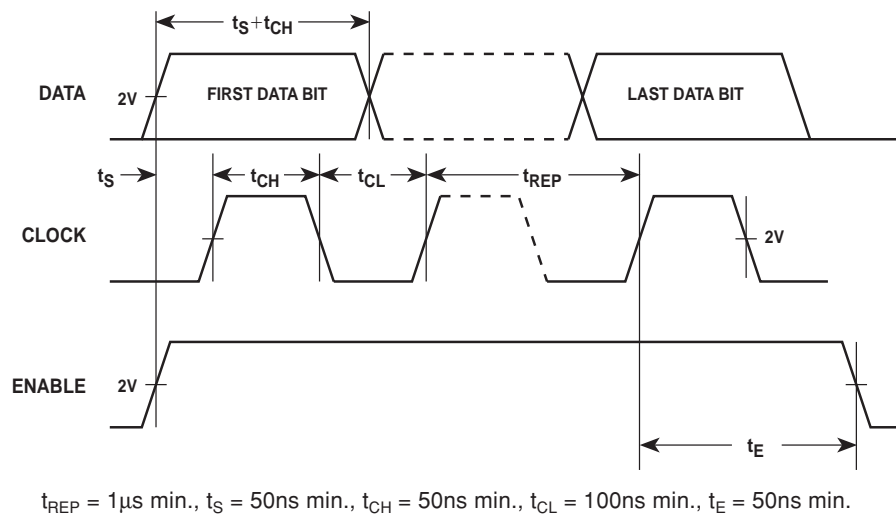 tS+tCH
DATA 2V FIRST DATA BIT LAST DATA BIT
tS tCH tCL tREP
CLOCK 2V
ENABLE 2V
tE
tREP = 1µs min., tS = 50ns min., tCH = 50ns min., tCL = 100ns min., tE = 50ns min.